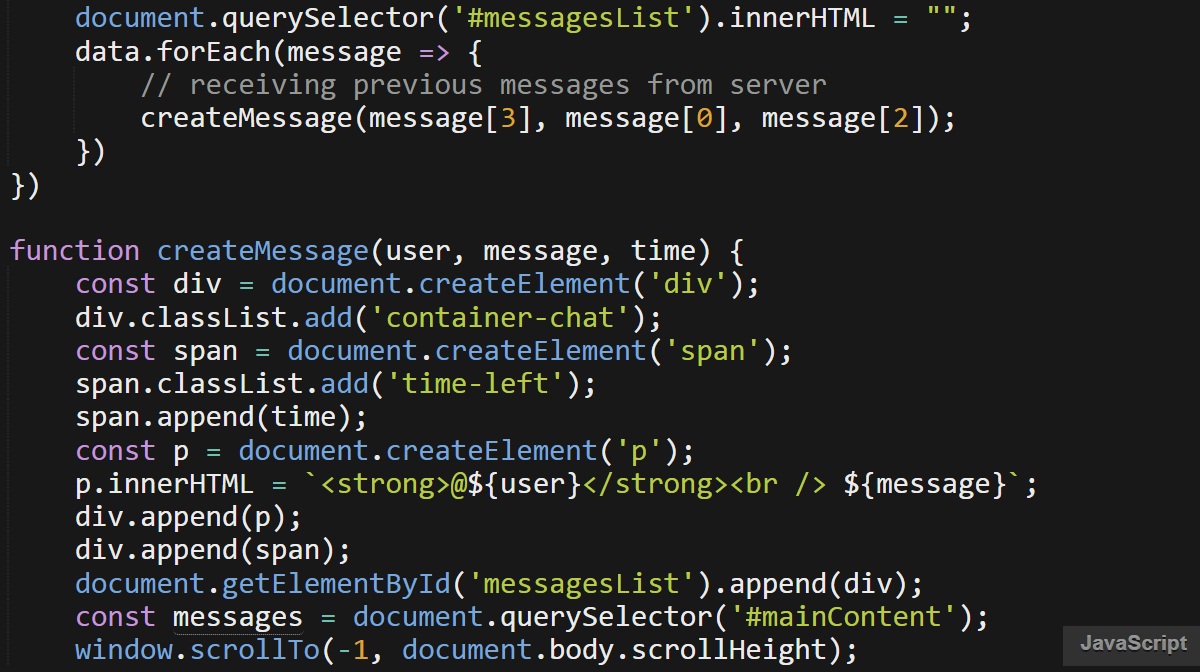 document.querySelector('#messagesList').innerHTML = "";
data.forEach(message => {
// receiving previous messages from server
createMessage(message[3], message[0], message[2]);
})
})
function createMessage(user, message, time) {
const div = document.createElement('div');
div.classList.add('container-chat');
const span = document.createElement('span');
span.classList.add('time-left');
span.append(time);
const p = document.createElement('p');
p.innerHTML = `<strong>@${user}</strong><br /> ${message}`;
div.append(p);
div.append(span);
document.getElementById('messagesList').append(div);
const messages = document.querySelector('#mainContent');
window.scrollTo(-1, document.body.scrollHeight);
JavaScript